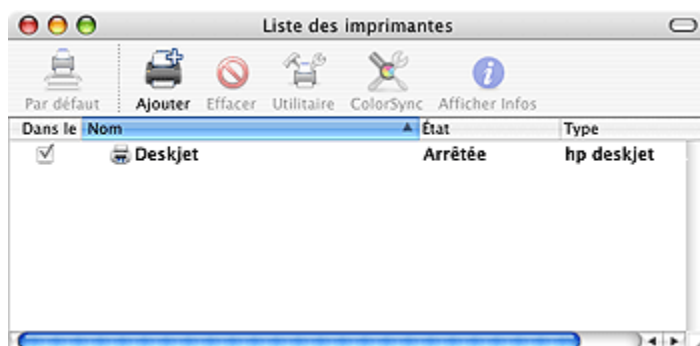 Liste des imprimantes
Par défaut Ajouter Effacer Utilitaire ColorSync Afficher Infos
Dans le Nom État Type
Deskjet Arrêtée hp deskjet